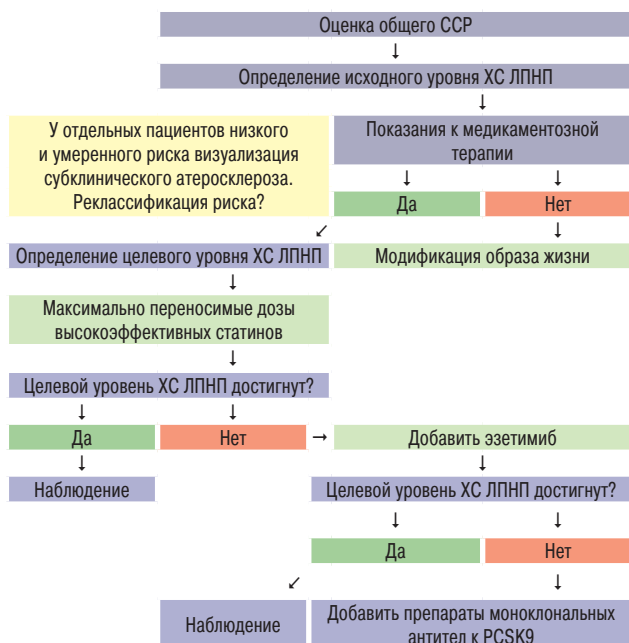 Оценка общего ССР
Определение исходного уровня ХС ЛПНП
У отдельных пациентов низкого
и умеренного риска визуализация
субклинического атеросклероза.
Реклассификация риска?
Показания к медикаментозной
терапии
Да
Нет
Определение целевого уровня ХС ЛПНП
Модификация образа жизни
Максимально переносимые дозы
высокоэффективных статинов
Целевой уровень ХС ЛПНП достигнут?
Да
Нет
Добавить эзетимиб
Наблюдение
Целевой уровень ХС ЛПНП достигнут?
Да
Нет
Наблюдение
Добавить препараты моноклональных
антител к PCSK9